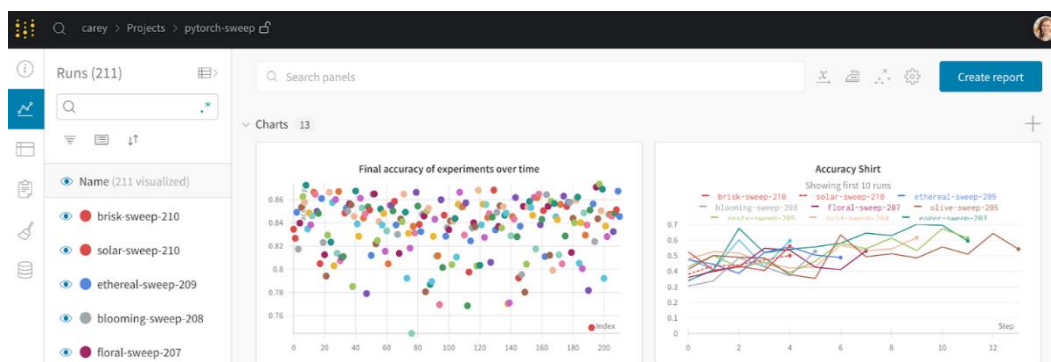 carey > Projects > pytorch-sweep
Runs (211)
.*
Name (211 visualized)
brisk-sweep-210
solar-sweep-210
ethereal-sweep-209
blooming-sweep-208
floral-sweep-207
Search panels
Create report
Charts 13
Final accuracy of experiments over time
0.86
0.84
0.82
0.8
0.78
0.76
Index
0 20 40 60 80 100 120 140 160 180 200
Accuracy Shirt
Showing first 10 runs
brisk-sweep-210 solar-sweep-210 ethereal-sweep-209
blooming-sweep-208 floral-sweep-207 olive-sweep-206
0.7
0.6
0.5
0.4
0.3
0.2
0.1
0
Step
0 2 4 6 8 10 12